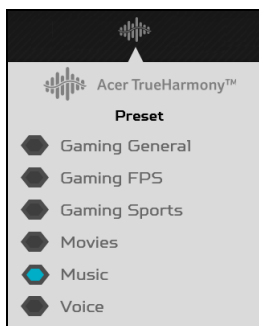 Acer TrueHarmony™
Preset
Gaming General
Gaming FPS
Gaming Sports
Movies
Music
Voice